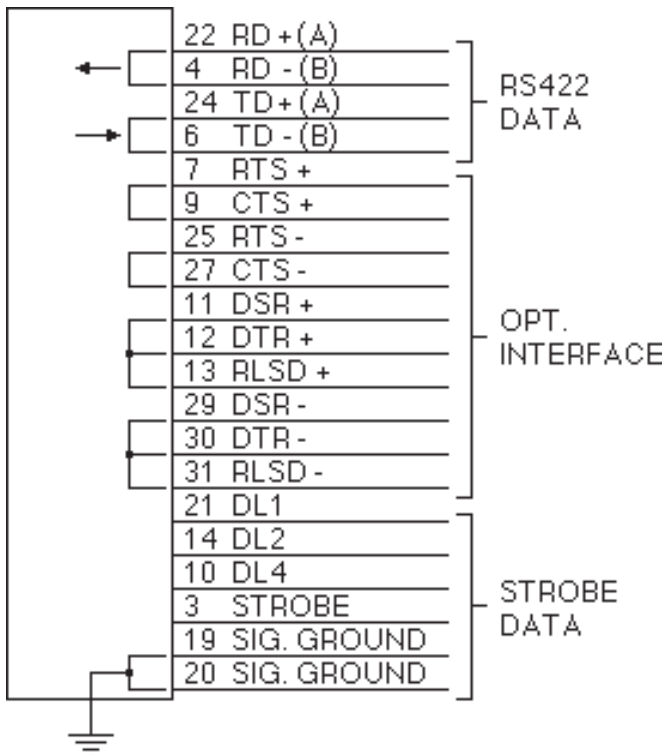 22 RD + (A)
4 RD - (B)
24 TD + (A)
6 TD - (B)
7 RTS +
9 CTS +
25 RTS -
27 CTS -
11 DSR +
12 DTR +
13 RLSD +
29 DSR -
30 DTR -
31 RLSD -
21 DL1
14 DL2
10 DL4
3 STROBE
19 SIG. GROUND
20 SIG. GROUND
RS422
DATA
OPT.
INTERFACE
STROBE
DATA